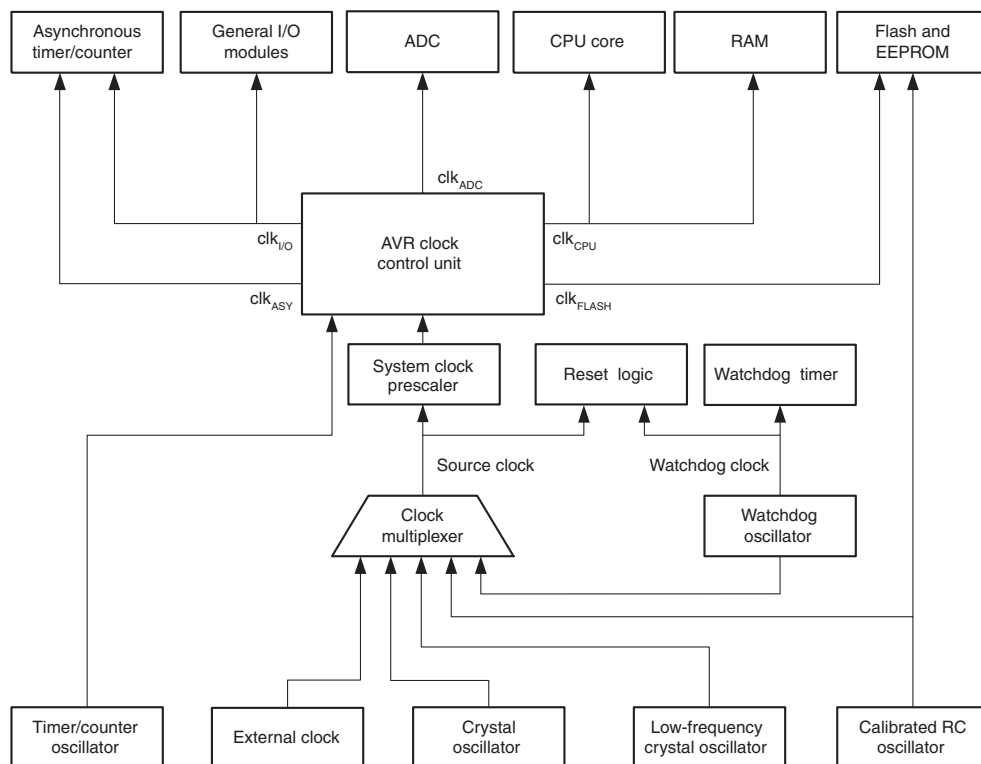 Asynchronous
timer/counter
General I/O
modules
ADC
CPU core
RAM
Flash and
EEPROM
clkADC
clkI/O
clkCPU
AVR clock
control unit
clkASY
clkFLASH
System clock
prescaler
Reset logic
Watchdog timer
Source clock
Watchdog clock
Clock
multiplexer
Watchdog
oscillator
Timer/counter
oscillator
External clock
Crystal
oscillator
Low-frequency
crystal oscillator
Calibrated RC
oscillator